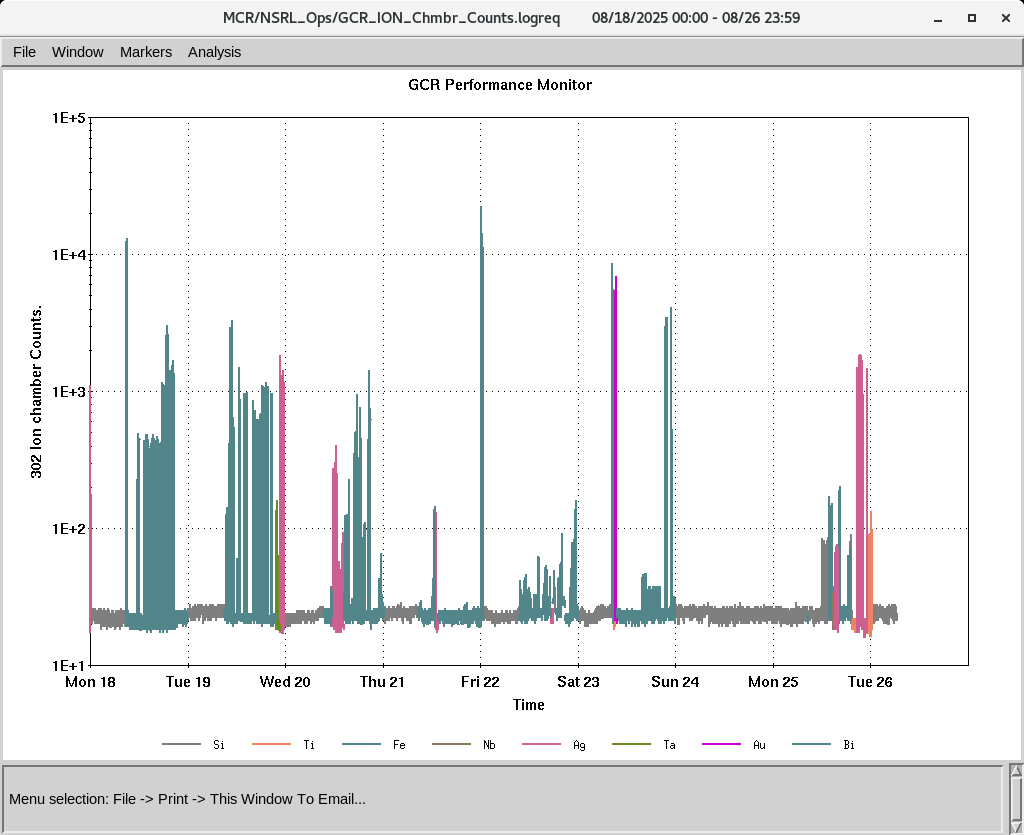 MCR/NSRL_Ops/GCR_ION_Chmbr_Counts.logreq 08/18/2025 00:00 - 08/26 23:59
File Window Markers Analysis
GCR Performance Monitor
302 Ion chamber Counts.
1E+5
1E+4
1E+3
1E+2
1E+1
Mon 18 Tue 19 Wed 20 Thu 21 Fri 22 Sat 23 Sun 24 Mon 25 Tue 26
Time
Si Ti Fe Nb Ag Ta Au Bi
Menu selection: File -> Print -> This Window To Email...